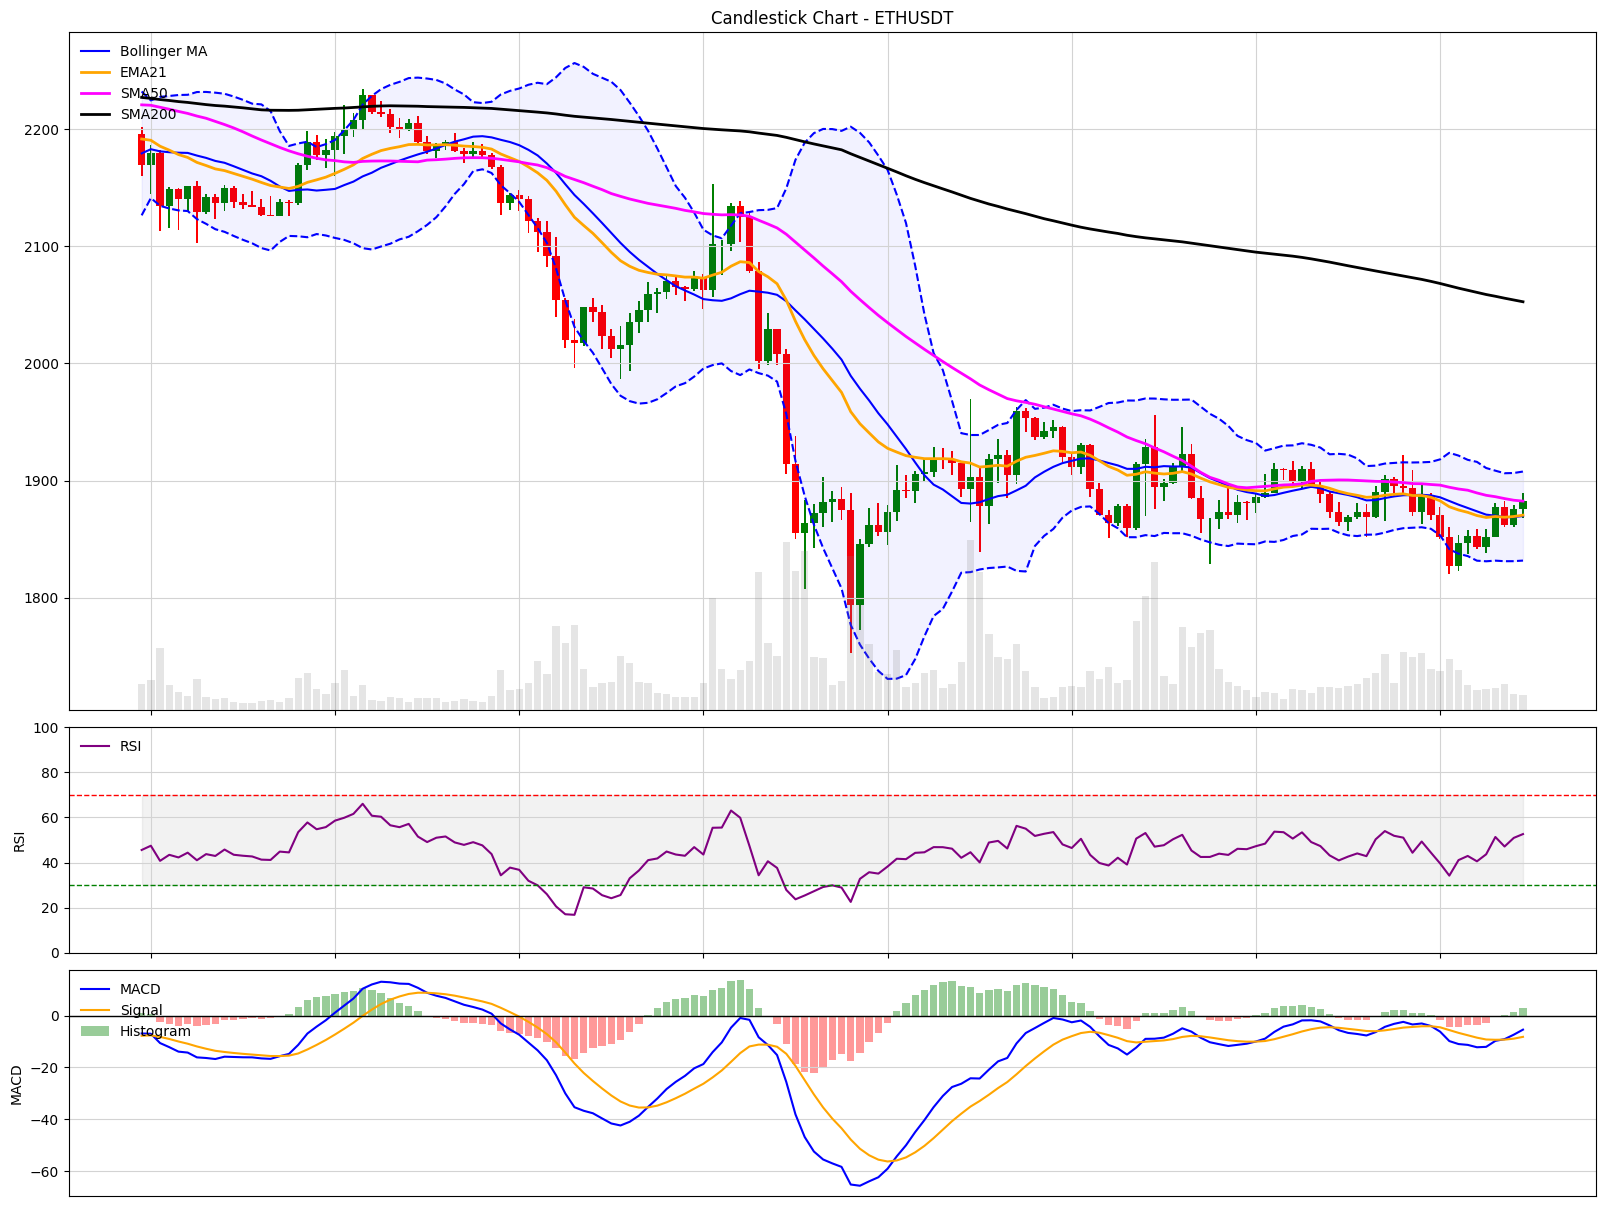 Candlestick Chart - ETHUSDT
Bollinger MA
EMA21
SMA50
SMA200
2200
2100
2000
1900
1800
100
80
60
40
20
0
RSI
RSI
MACD
Signal
Histogram
0
−20
−40
−60
MACD